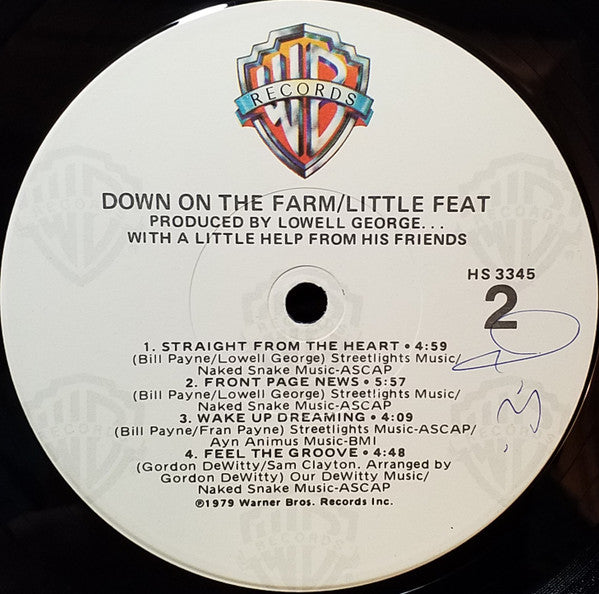 WB
RECORDS
DOWN ON THE FARM/LITTLE FEAT
PRODUCED BY LOWELL GEORGE...
WITH A LITTLE HELP FROM HIS FRIENDS
HS 3345
2
1. STRAIGHT FROM THE HEART • 4:59
(Bill Payne/Lowell George) Streetlights Music/
Naked Snake Music-ASCAP
2. FRONT PAGE NEWS • 5:57
(Bill Payne/Lowell George) Streetlights Music/
Naked Snake Music-ASCAP
3. WAKE UP DREAMING • 4:09
(Bill Payne/Fran Payne) Streetlights Music-ASCAP/
Ayn Animus Music-BMI
4. FEEL THE GROOVE • 4:48
(Gordon DeWitty/Sam Clayton. Arranged by
Gordon DeWitty) Our DeWitty Music/
Naked Snake Music-ASCAP
℗1979 Warner Bros. Records Inc.